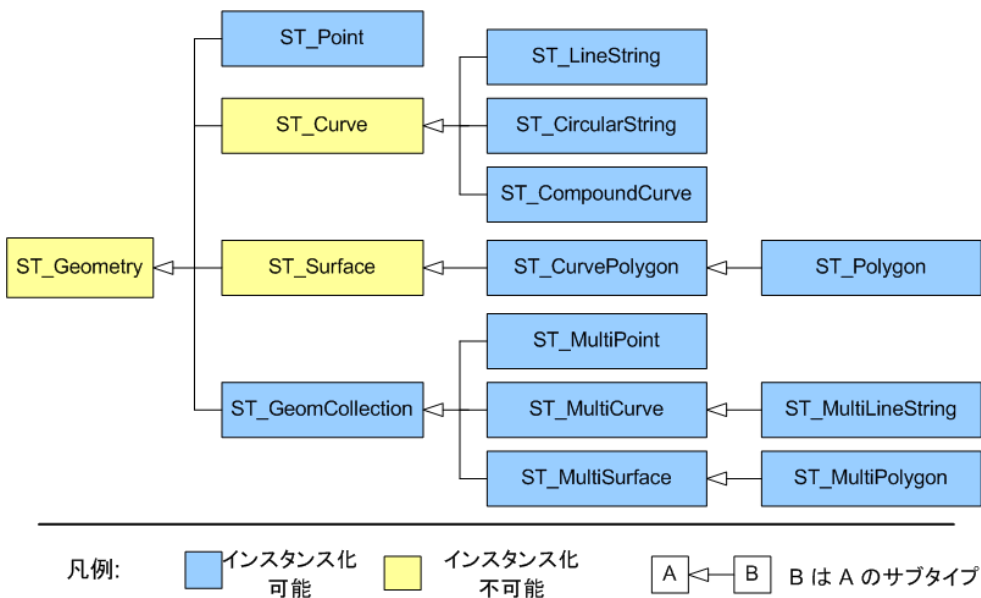 ST_Point
ST_LineString
ST_Curve
ST_CircularString
ST_CompoundCurve
ST_Geometry
ST_Surface
ST_CurvePolygon
ST_Polygon
ST_MultiPoint
ST_GeomCollection
ST_MultiCurve
ST_MultiLineString
ST_MultiSurface
ST_MultiPolygon
凡例:
インスタンス化
可能
インスタンス化
不可能
A
B
B は A のサブタイプ